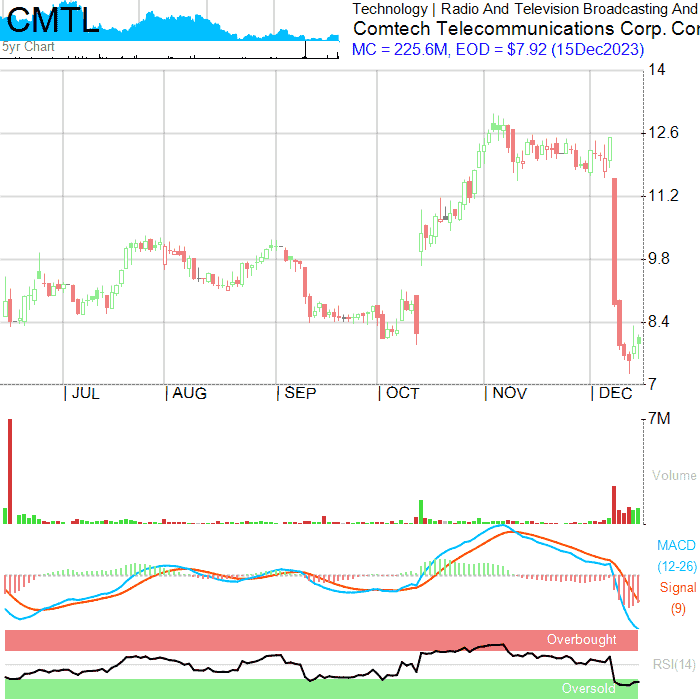 CMTL
5yr Chart
Technology | Radio And Television Broadcasting And
Comtech Telecommunications Corp. Cor
MC = 225.6M, EOD = $7.92 (15Dec2023)
14
12.6
11.2
9.8
8.4
7
| JUL | AUG | SEP | OCT | NOV | DEC
7M
Volume
MACD
(12-26)
Signal
(9)
Overbought
RSI(14)
Oversold